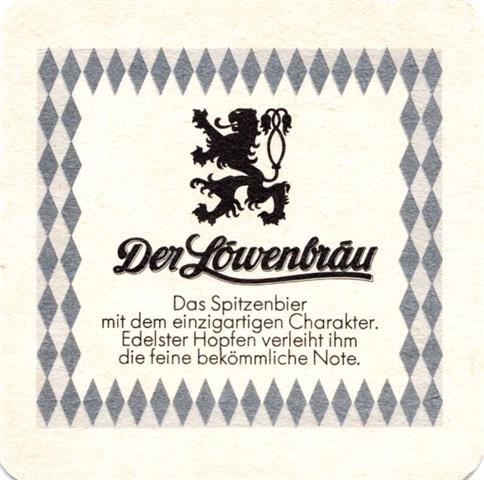 Der Löwenbräu
Das Spitzenbier
mit dem einzigartigen Charakter.
Edelster Hopfen verleiht ihm
die feine bekömmliche Note.